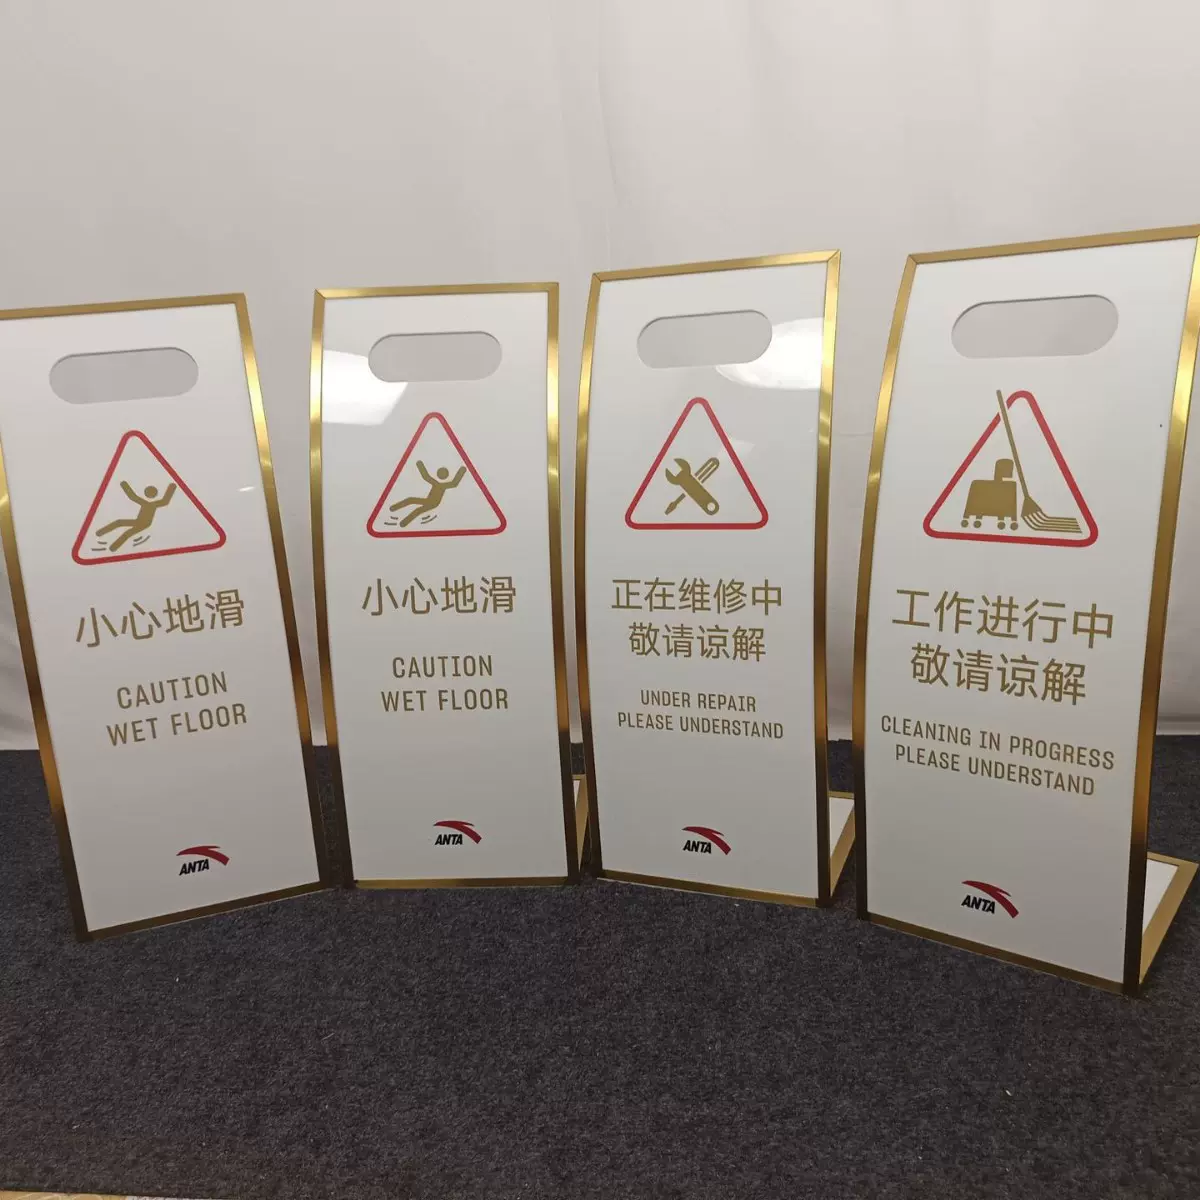 小心地滑
CAUTION
WET FLOOR
ANTA
小心地滑
CAUTION
WET FLOOR
ANTA
正在维修中
敬请谅解
UNDER REPAIR
PLEASE UNDERSTAND
ANTA
工作进行中
敬请谅解
CLEANING IN PROGRESS
PLEASE UNDERSTAND
ANTA